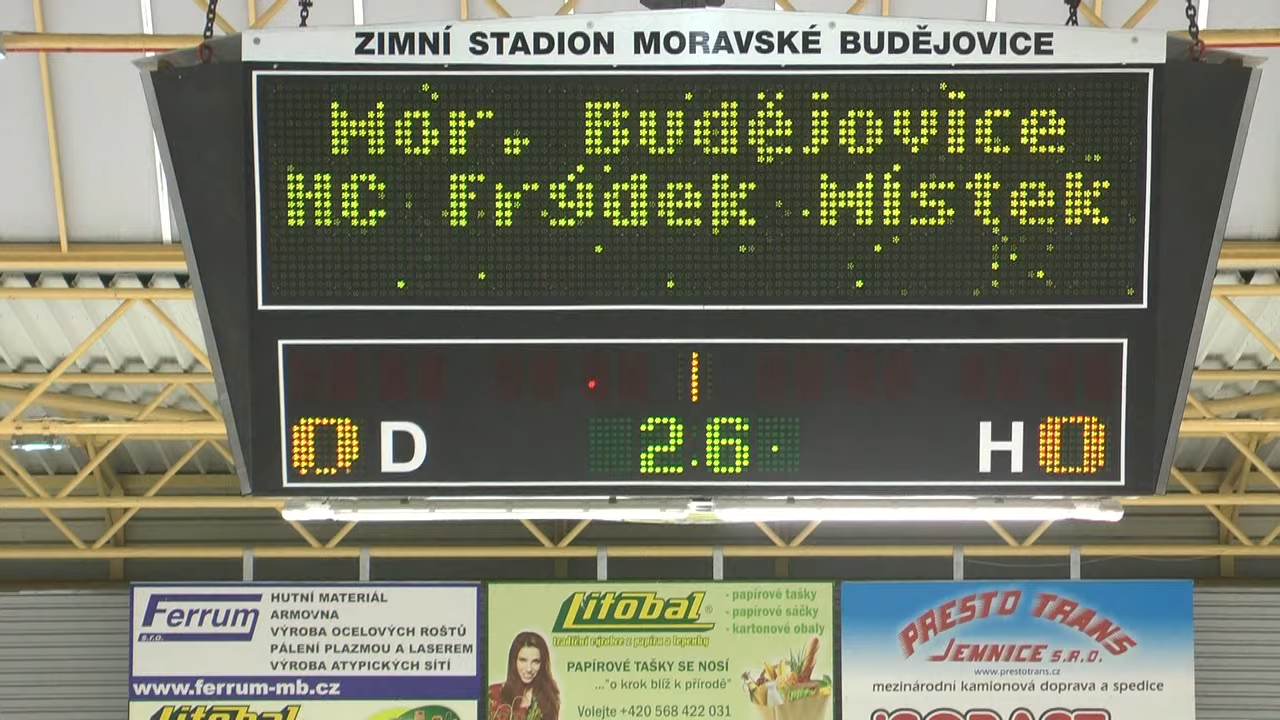 ZIMNÍ STADION MORAVSKÉ BUDĚJOVICE
Mor. Budějovice
HC Frýdek Místek
1
0 D 2.6 H 0
Ferrum
s.r.o.
HUTNÍ MATERIÁL
ARMOVNA
VÝROBA OCELOVÝCH ROŠTŮ
PÁLENÍ PLAZMOU A LASEREM
VÝROBA ATYPICKÝCH SÍTÍ
www.ferrum-mb.cz
Litobal
Litobal®
tradiční výrobce z papíru a lepenky
- papírové tašky
- papírové sáčky
- kartonové obaly
PAPÍROVÉ TAŠKY SE NOSÍ
..."o krok blíž k přírodě"
Volejte +420 568 422 031
PRESTO TRANS
JEMNICE s.r.o.
www.prestotrans.cz
mezinárodní kamionová doprava a spedice